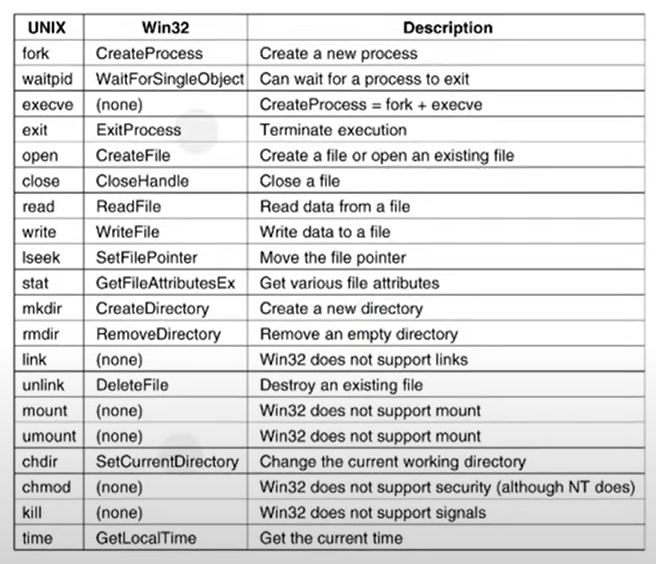 UNIX Win32 Description
fork CreateProcess Create a new process
waitpid WaitForSingleObject Can wait for a process to exit
execve (none) CreateProcess = fork + execve
exit ExitProcess Terminate execution
open CreateFile Create a file or open an existing file
close CloseHandle Close a file
read ReadFile Read data from a file
write WriteFile Write data to a file
lseek SetFilePointer Move the file pointer
stat GetFileAttributesEx Get various file attributes
mkdir CreateDirectory Create a new directory
rmdir RemoveDirectory Remove an empty directory
link (none) Win32 does not support links
unlink DeleteFile Destroy an existing file
mount (none) Win32 does not support mount
umount (none) Win32 does not support mount
chdir SetCurrentDirectory Change the current working directory
chmod (none) Win32 does not support security (although NT does)
kill (none) Win32 does not support signals
time GetLocalTime Get the current time